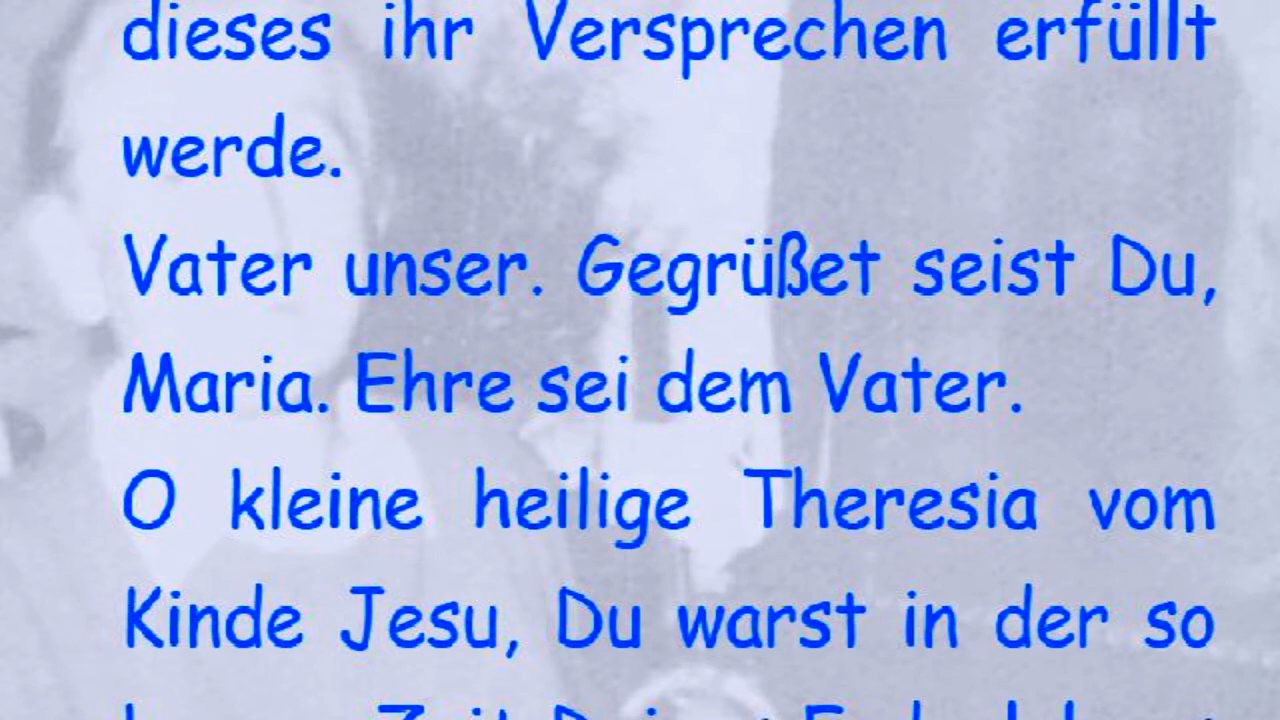 dieses ihr Versprechen erfüllt
werde.
Vater unser. Gegrüßet seist Du,
Maria. Ehre sei dem Vater.
O kleine heilige Theresia vom
Kinde Jesu, Du warst in der so